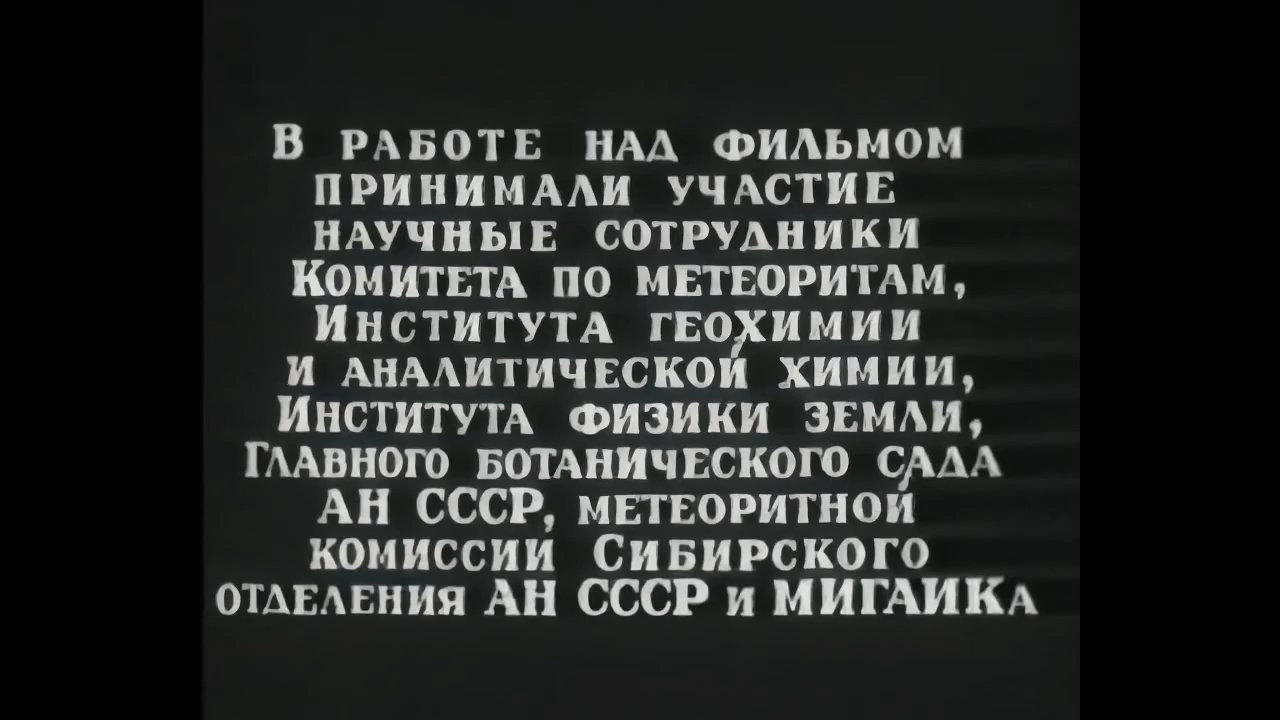 В РАБОТЕ НАД ФИЛЬМОМ
ПРИНИМАЛИ УЧАСТИЕ
НАУЧНЫЕ СОТРУДНИКИ
КОМИТЕТА ПО МЕТЕОРИТАМ,
ИНСТИТУТА ГЕОХИМИИ
И АНАЛИТИЧЕСКОЙ ХИМИИ,
ИНСТИТУТА ФИЗИКИ ЗЕМЛИ,
ГЛАВНОГО БОТАНИЧЕСКОГО САДА
АН СССР, МЕТЕОРИТНОЙ
КОМИССИИ СИБИРСКОГО
ОТДЕЛЕНИЯ АН СССР И МИГАИКА